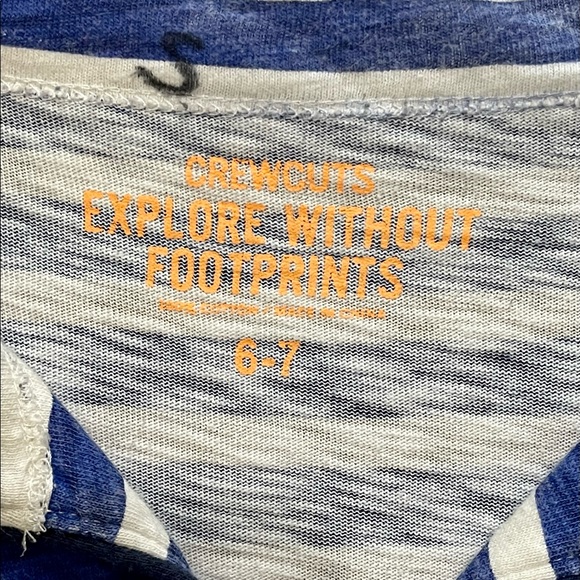 S
CREWCUTS
EXPLORE WITHOUT
FOOTPRINTS
100% COTTON / MADE IN CHINA
6-7